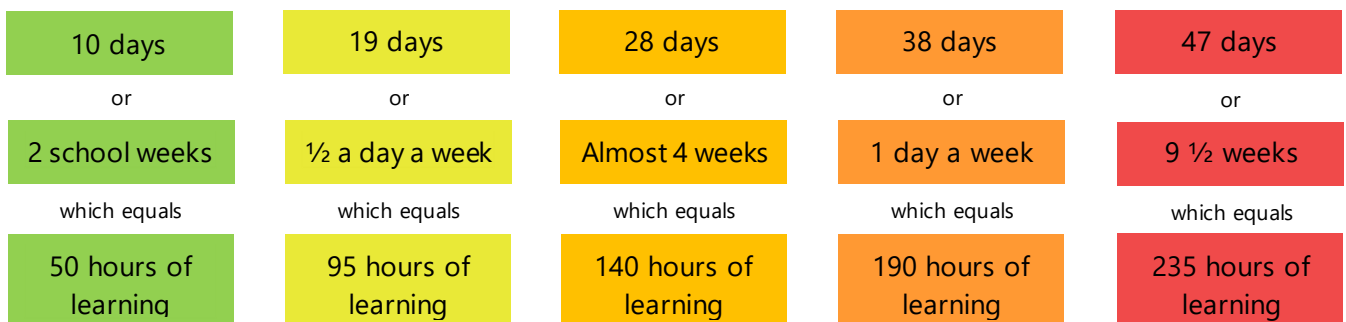 10 days
19 days
28 days
38 days
47 days
or
or
or
or
or
2 school weeks
½ a day a week
Almost 4 weeks
1 day a week
9 ½ weeks
which equals
which equals
which equals
which equals
which equals
50 hours of
learning
95 hours of
learning
140 hours of
learning
190 hours of
learning
235 hours of
learning